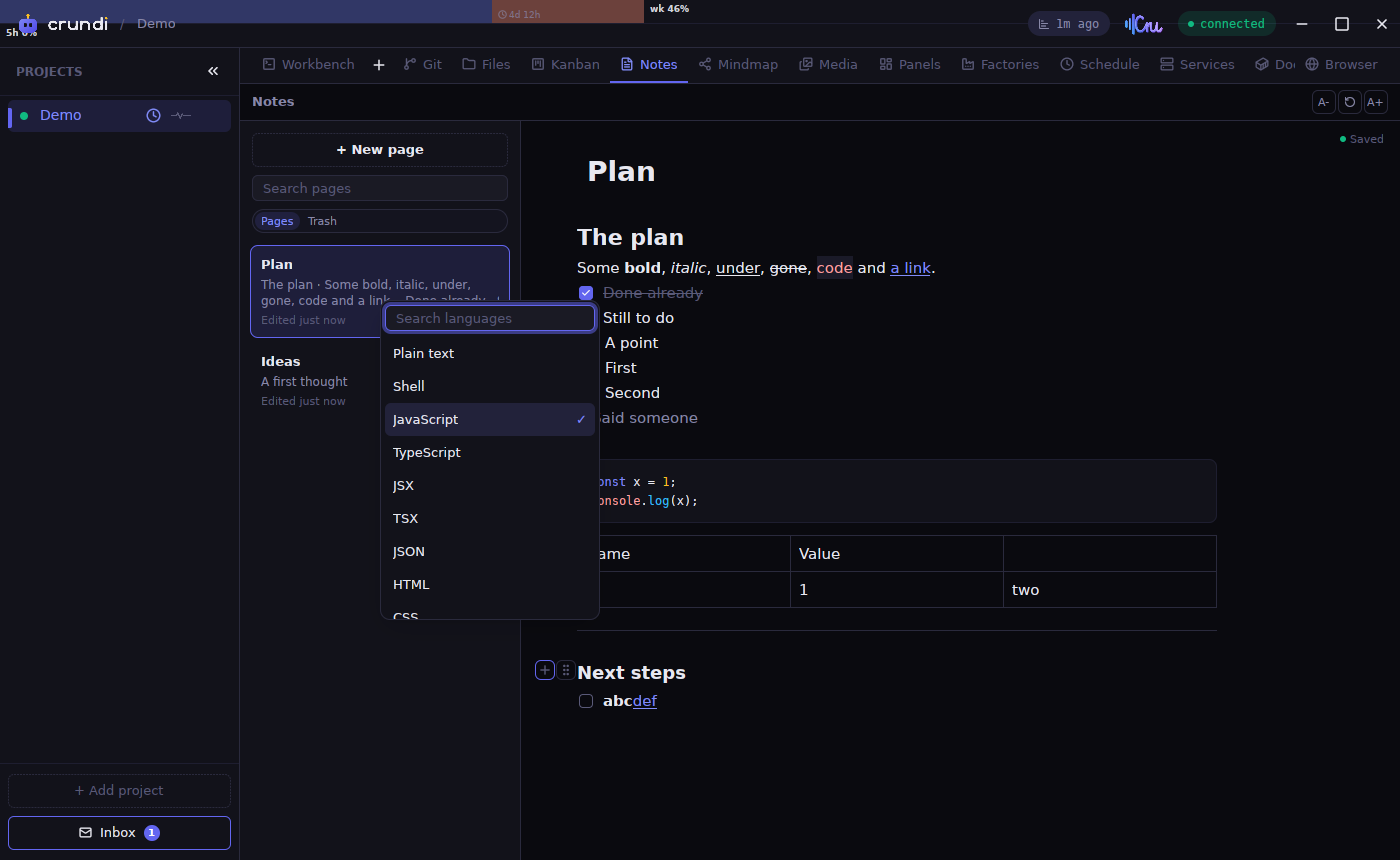 4d 12h
wk 46%
crundi / Demo
1m ago
connected
PROJECTS
Workbench
Git
Files
Kanban
Notes
Mindmap
Media
Panels
Factories
Schedule
Services
Browser
Demo
Notes
A-
A+
+ New page
Search pages
Pages
Trash
Saved
Plan
The plan · Some bold, italic, under,
gone, code and a link
Edited just now
Ideas
A first thought
Edited just now
Search languages
Plain text
Shell
JavaScript ✓
TypeScript
JSX
TSX
JSON
HTML
CSS
Plan
The plan
Some bold, italic, under, gone, code and a link.
Done already
Still to do
A point
First
Second
aid someone
onst x = 1;
onsole.log(x);
ame
Value
1
two
Next steps
abcdef
+ Add project
Inbox 1